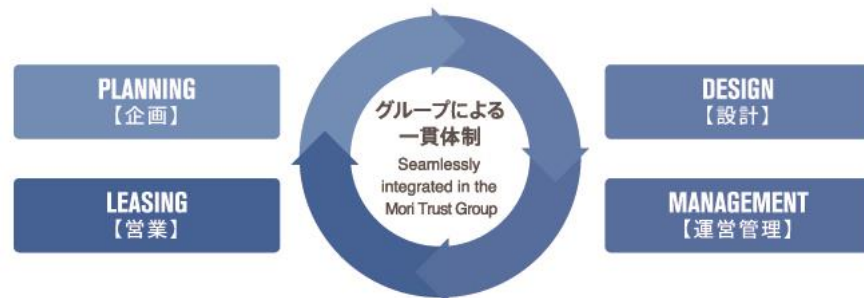 PLANNING
【企画】
LEASING
【営業】
グループによる
一貫体制
Seamlessly
integrated in the
Mori Trust Group
DESIGN
【設計】
MANAGEMENT
【運営管理】